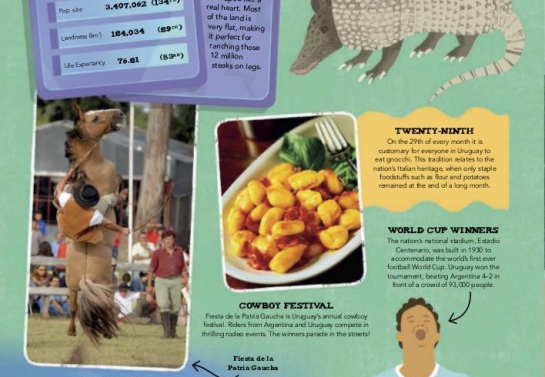 Pop. size 3,407,062 (134TH)
Landmass (km²) 184,034 (89TH)
Life Expectancy 76.81 (53RD)
real heart. Most
of the land is
very flat, making
it perfect for
ranching those
12 million
steaks on legs.
TWENTY-NINTH
On the 29th of every month it is
customary for everyone in Uruguay to
eat gnocchi. This tradition relates to the
nation's Italian heritage, when only staple
foodstuffs such as flour and potatoes
remained at the end of a long month.
WORLD CUP WINNERS
The nation's national stadium, Estadio
Centenario, was built in 1930 to
accommodate the world's first ever
football World Cup. Uruguay won the
tournament, beating Argentina 4–2 in
front of a crowd of 93,000 people.
COWBOY FESTIVAL
Fiesta de la Patria Gaucha is Uruguay's annual cowboy
festival. Riders from Argentina and Uruguay compete in
thrilling rodeo events. The winners parade in the streets!
Fiesta de la
Patria Gaucha